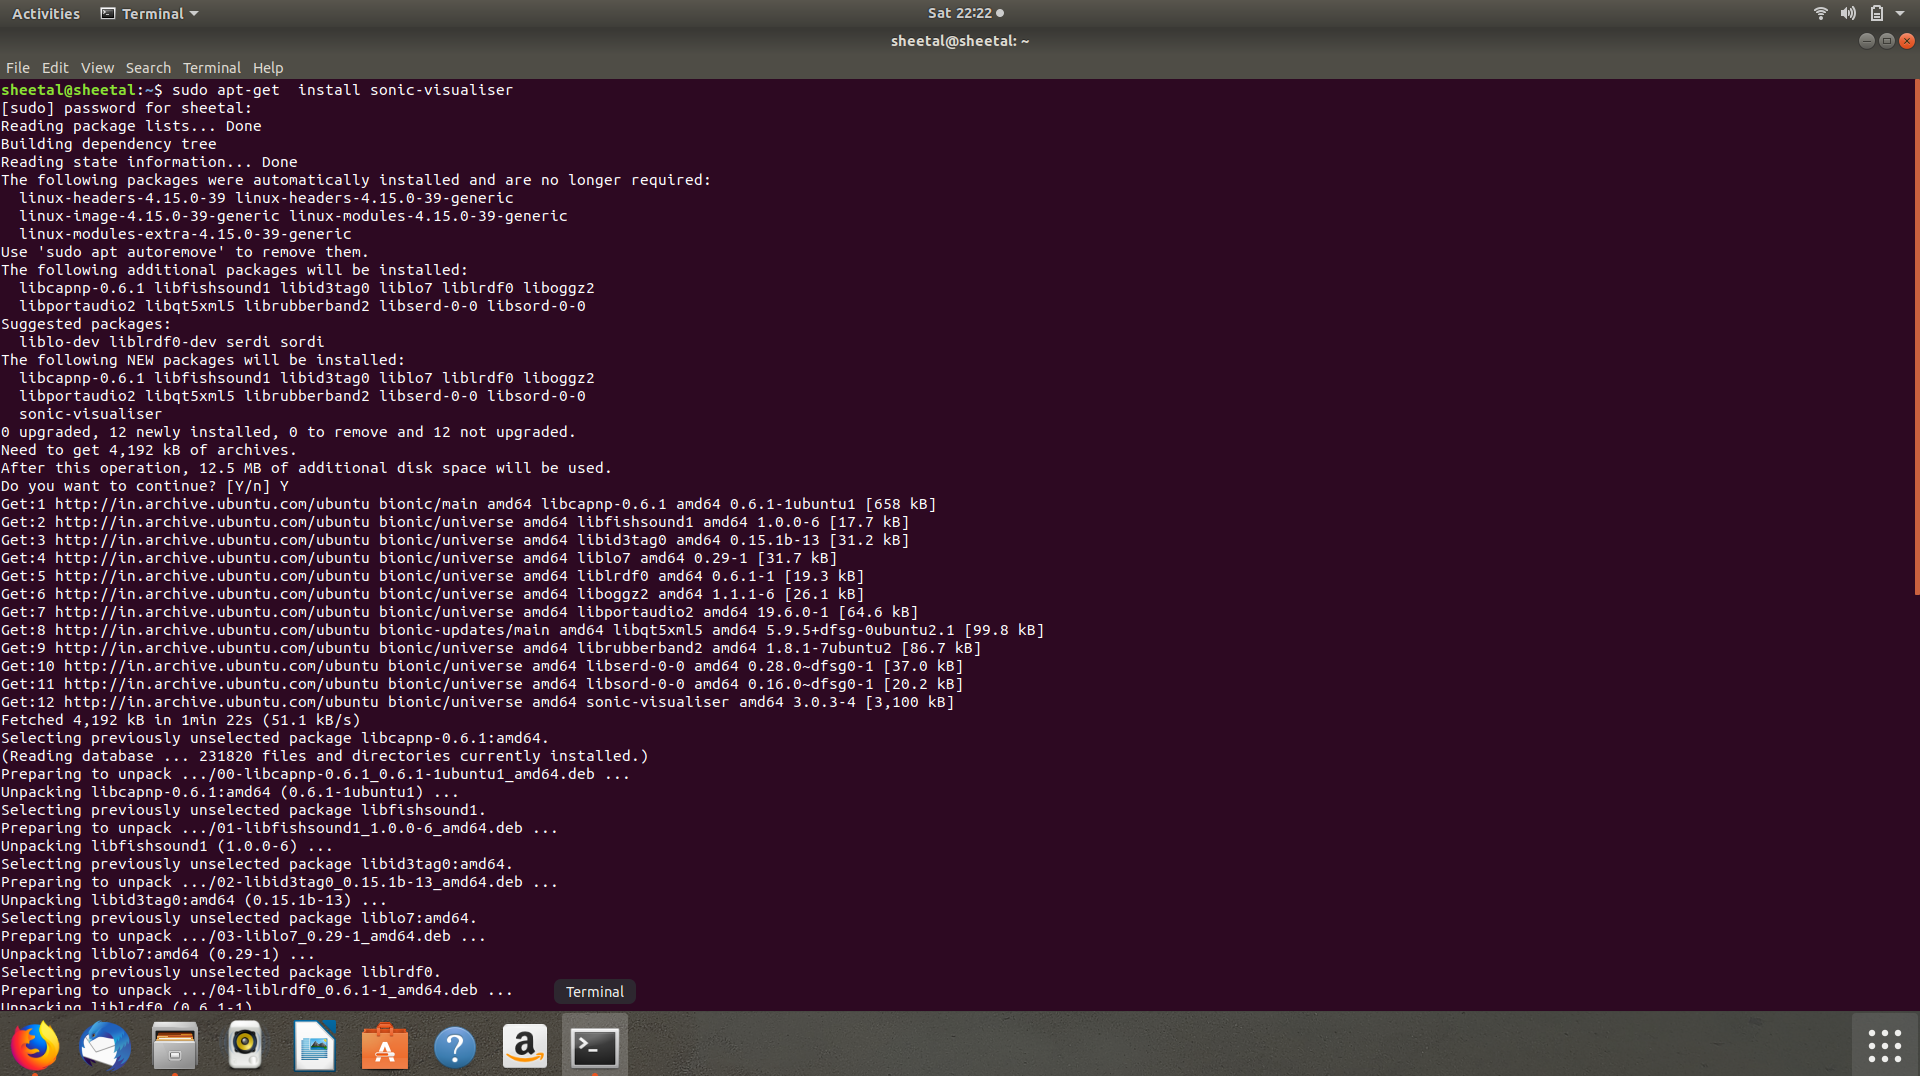 Activities Terminal Sat 22:22
sheetal@sheetal: ~
File Edit View Search Terminal Help
sheetal@sheetal:~$ sudo apt-get  install sonic-visualiser
[sudo] password for sheetal:
Reading package lists... Done
Building dependency tree
Reading state information... Done
The following packages were automatically installed and are no longer required:
  linux-headers-4.15.0-39 linux-headers-4.15.0-39-generic
  linux-image-4.15.0-39-generic linux-modules-4.15.0-39-generic
  linux-modules-extra-4.15.0-39-generic
Use 'sudo apt autoremove' to remove them.
The following additional packages will be installed:
  libcapnp-0.6.1 libfishsound1 libid3tag0 liblo7 liblrdf0 liboggz2
  libportaudio2 libqt5xml5 librubberband2 libserd-0-0 libsord-0-0
Suggested packages:
  liblo-dev liblrdf0-dev serdi sordi
The following NEW packages will be installed:
  libcapnp-0.6.1 libfishsound1 libid3tag0 liblo7 liblrdf0 liboggz2
  libportaudio2 libqt5xml5 librubberband2 libserd-0-0 libsord-0-0
  sonic-visualiser
0 upgraded, 12 newly installed, 0 to remove and 12 not upgraded.
Need to get 4,192 kB of archives.
After this operation, 12.5 MB of additional disk space will be used.
Do you want to continue? [Y/n] Y
Get:1 http://in.archive.ubuntu.com/ubuntu bionic/main amd64 libcapnp-0.6.1 amd64 0.6.1-1ubuntu1 [658 kB]
Get:2 http://in.archive.ubuntu.com/ubuntu bionic/universe amd64 libfishsound1 amd64 1.0.0-6 [17.7 kB]
Get:3 http://in.archive.ubuntu.com/ubuntu bionic/universe amd64 libid3tag0 amd64 0.15.1b-13 [31.2 kB]
Get:4 http://in.archive.ubuntu.com/ubuntu bionic/universe amd64 liblo7 amd64 0.29-1 [31.7 kB]
Get:5 http://in.archive.ubuntu.com/ubuntu bionic/universe amd64 liblrdf0 amd64 0.6.1-1 [19.3 kB]
Get:6 http://in.archive.ubuntu.com/ubuntu bionic/universe amd64 liboggz2 amd64 1.1.1-6 [26.1 kB]
Get:7 http://in.archive.ubuntu.com/ubuntu bionic/universe amd64 libportaudio2 amd64 19.6.0-1 [64.6 kB]
Get:8 http://in.archive.ubuntu.com/ubuntu bionic-updates/main amd64 libqt5xml5 amd64 5.9.5+dfsg-0ubuntu2.1 [99.8 kB]
Get:9 http://in.archive.ubuntu.com/ubuntu bionic/universe amd64 librubberband2 amd64 1.8.1-7ubuntu2 [86.7 kB]
Get:10 http://in.archive.ubuntu.com/ubuntu bionic/universe amd64 libserd-0-0 amd64 0.28.0~dfsg0-1 [37.0 kB]
Get:11 http://in.archive.ubuntu.com/ubuntu bionic/universe amd64 libsord-0-0 amd64 0.16.0~dfsg0-1 [20.2 kB]
Get:12 http://in.archive.ubuntu.com/ubuntu bionic/universe amd64 sonic-visualiser amd64 3.0.3-4 [3,100 kB]
Fetched 4,192 kB in 1min 22s (51.1 kB/s)
Selecting previously unselected package libcapnp-0.6.1:amd64.
(Reading database ... 231820 files and directories currently installed.)
Preparing to unpack .../00-libcapnp-0.6.1_0.6.1-1ubuntu1_amd64.deb ...
Unpacking libcapnp-0.6.1:amd64 (0.6.1-1ubuntu1) ...
Selecting previously unselected package libfishsound1.
Preparing to unpack .../01-libfishsound1_1.0.0-6_amd64.deb ...
Unpacking libfishsound1 (1.0.0-6) ...
Selecting previously unselected package libid3tag0:amd64.
Preparing to unpack .../02-libid3tag0_0.15.1b-13_amd64.deb ...
Unpacking libid3tag0:amd64 (0.15.1b-13) ...
Selecting previously unselected package liblo7:amd64.
Preparing to unpack .../03-liblo7_0.29-1_amd64.deb ...
Unpacking liblo7:amd64 (0.29-1) ...
Selecting previously unselected package liblrdf0.
Preparing to unpack .../04-liblrdf0_0.6.1-1_amd64.deb ...
Terminal
Unpacking liblrdf0 (0.6.1-1)